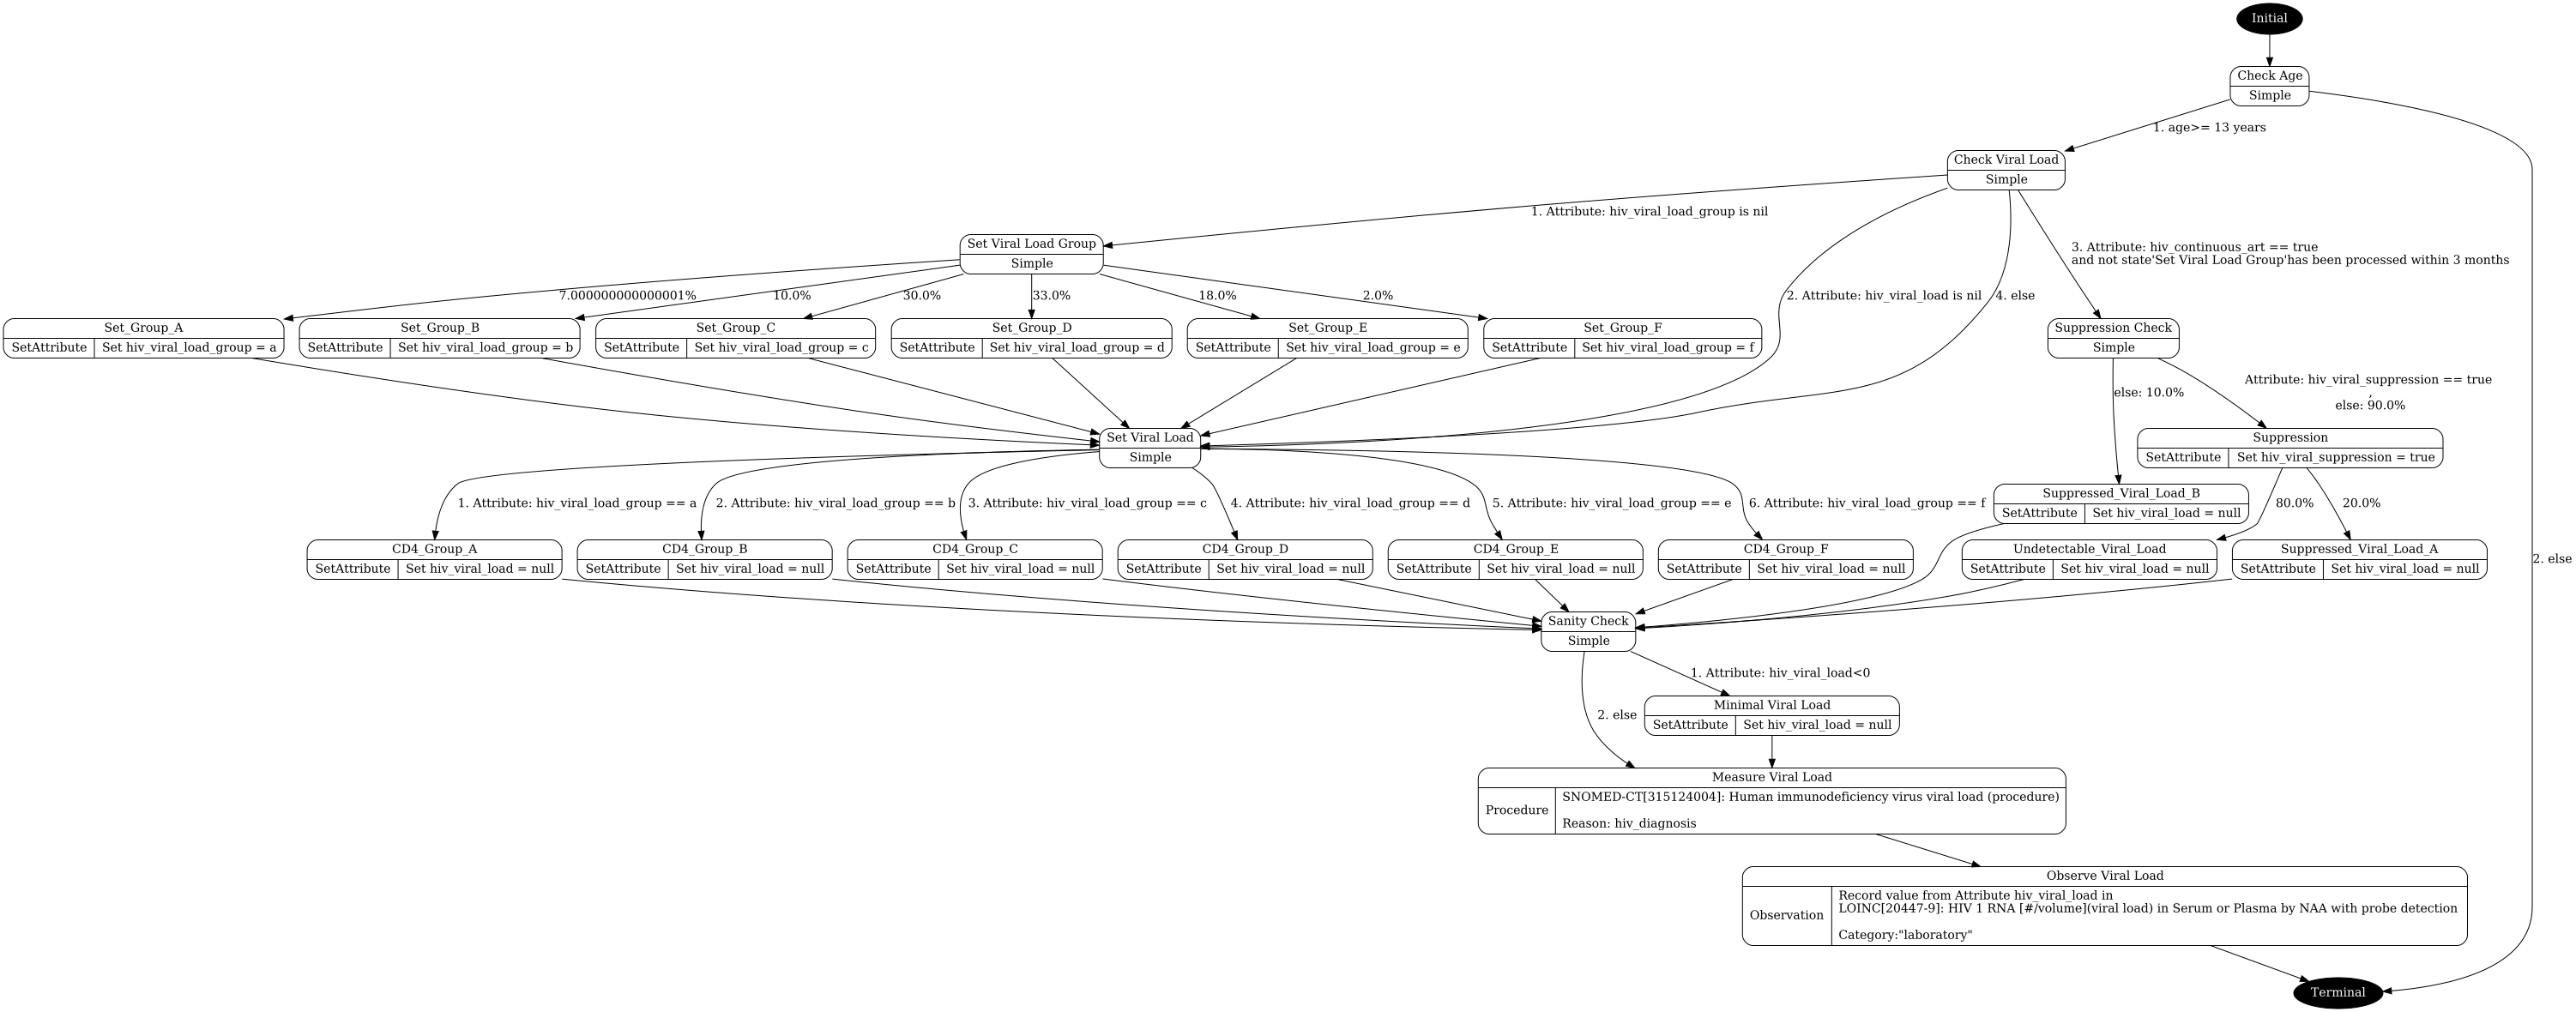 Initial
Check Age
Simple
1. age>= 13 years
Check Viral Load
Simple
1. Attribute: hiv_viral_load_group is nil
Set Viral Load Group
Simple
3. Attribute: hiv_continuous_art == true
and not state'Set Viral Load Group'has been processed within 3 months
7.000000000000001%
10.0%
30.0%
33.0%
18.0%
2.0%
2. Attribute: hiv_viral_load is nil
4. else
Set_Group_A
SetAttribute
Set hiv_viral_load_group = a
Set_Group_B
SetAttribute
Set hiv_viral_load_group = b
Set_Group_C
SetAttribute
Set hiv_viral_load_group = c
Set_Group_D
SetAttribute
Set hiv_viral_load_group = d
Set_Group_E
SetAttribute
Set hiv_viral_load_group = e
Set_Group_F
SetAttribute
Set hiv_viral_load_group = f
Suppression Check
Simple
else: 10.0%
Attribute: hiv_viral_suppression == true
,
else: 90.0%
Set Viral Load
Simple
Suppression
SetAttribute
Set hiv_viral_suppression = true
1. Attribute: hiv_viral_load_group == a
2. Attribute: hiv_viral_load_group == b
3. Attribute: hiv_viral_load_group == c
4. Attribute: hiv_viral_load_group == d
5. Attribute: hiv_viral_load_group == e
6. Attribute: hiv_viral_load_group == f
Suppressed_Viral_Load_B
SetAttribute
Set hiv_viral_load = null
80.0%
20.0%
CD4_Group_A
SetAttribute
Set hiv_viral_load = null
CD4_Group_B
SetAttribute
Set hiv_viral_load = null
CD4_Group_C
SetAttribute
Set hiv_viral_load = null
CD4_Group_D
SetAttribute
Set hiv_viral_load = null
CD4_Group_E
SetAttribute
Set hiv_viral_load = null
CD4_Group_F
SetAttribute
Set hiv_viral_load = null
Undetectable_Viral_Load
SetAttribute
Set hiv_viral_load = null
Suppressed_Viral_Load_A
SetAttribute
Set hiv_viral_load = null
2. else
Sanity Check
Simple
1. Attribute: hiv_viral_load<0
2. else
Minimal Viral Load
SetAttribute
Set hiv_viral_load = null
Measure Viral Load
Procedure
SNOMED-CT[315124004]: Human immunodeficiency virus viral load (procedure)
Reason: hiv_diagnosis
Observe Viral Load
Observation
Record value from Attribute hiv_viral_load in
LOINC[20447-9]: HIV 1 RNA [#/volume](viral load) in Serum or Plasma by NAA with probe detection
Category:"laboratory"
Terminal